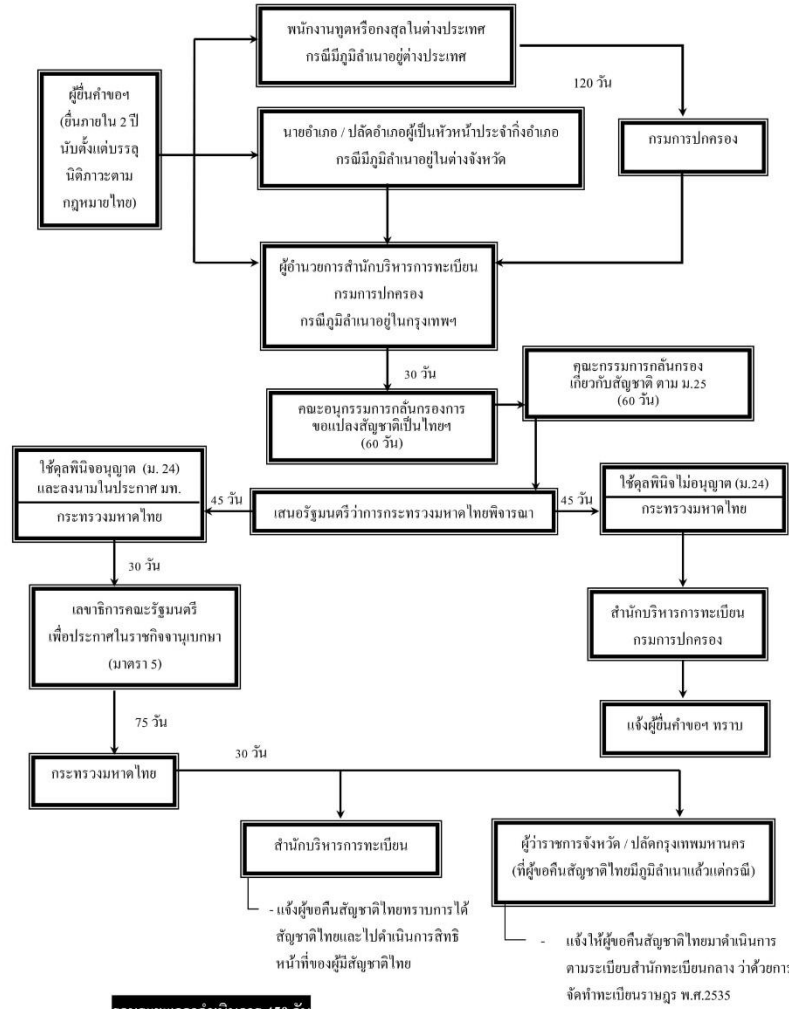 พนักงานทูตหรือกงสุลในต่างประเทศ
กรณีมีภูมิลำเนาอยู่ต่างประเทศ
120 วัน
ผู้ยื่นคำขอฯ
(ยื่นภายใน 2 ปี
นับตั้งแต่บรรลุ
นิติภาวะตาม
กฎหมายไทย)
นายอำเภอ / ปลัดอำเภอผู้เป็นหัวหน้าประจำกิ่งอำเภอ
กรณีมีภูมิลำเนาอยู่ในต่างจังหวัด
กรมการปกครอง
ผู้อำนวยการสำนักบริหารการทะเบียน
กรมการปกครอง
กรณีภูมิลำเนาอยู่ในกรุงเทพฯ
30 วัน
คณะอนุกรรมการกลั่นกรองการ
ขอแปลงสัญชาติเป็นไทยฯ
(60 วัน)
คณะกรรมการกลั่นกรอง
เกี่ยวกับสัญชาติ ตาม ม.25
(60 วัน)
ใช้ดุลพินิจอนุญาต (ม. 24)
และลงนามในประกาศ มท.
กระทรวงมหาดไทย
45 วัน
เสนอรัฐมนตรีว่าการกระทรวงมหาดไทยพิจารณา
45 วัน
ใช้ดุลพินิจไม่อนุญาต (ม.24)
กระทรวงมหาดไทย
30 วัน
เลขาธิการคณะรัฐมนตรี
เพื่อประกาศในราชกิจจานุเบกษา
(มาตรา 5)
สำนักบริหารการทะเบียน
กรมการปกครอง
75 วัน
แจ้งผู้ยื่นคำขอฯ ทราบ
กระทรวงมหาดไทย
30 วัน
สำนักบริหารการทะเบียน
ผู้ว่าราชการจังหวัด / ปลัดกรุงเทพมหานคร
(ที่ผู้ขอคืนสัญชาติไทยมีภูมิลำเนาแล้วแต่กรณี)
- แจ้งผู้ขอคืนสัญชาติไทยทราบการได้
สัญชาติไทยและไปดำเนินการสิทธิ
หน้าที่ของผู้มีสัญชาติไทย
- แจ้งให้ผู้ขอคืนสัญชาติไทยมาดำเนินการ
ตามระเบียบสำนักทะเบียนกลาง ว่าด้วยการ
จัดทำทะเบียนราษฎร พ.ศ.2535